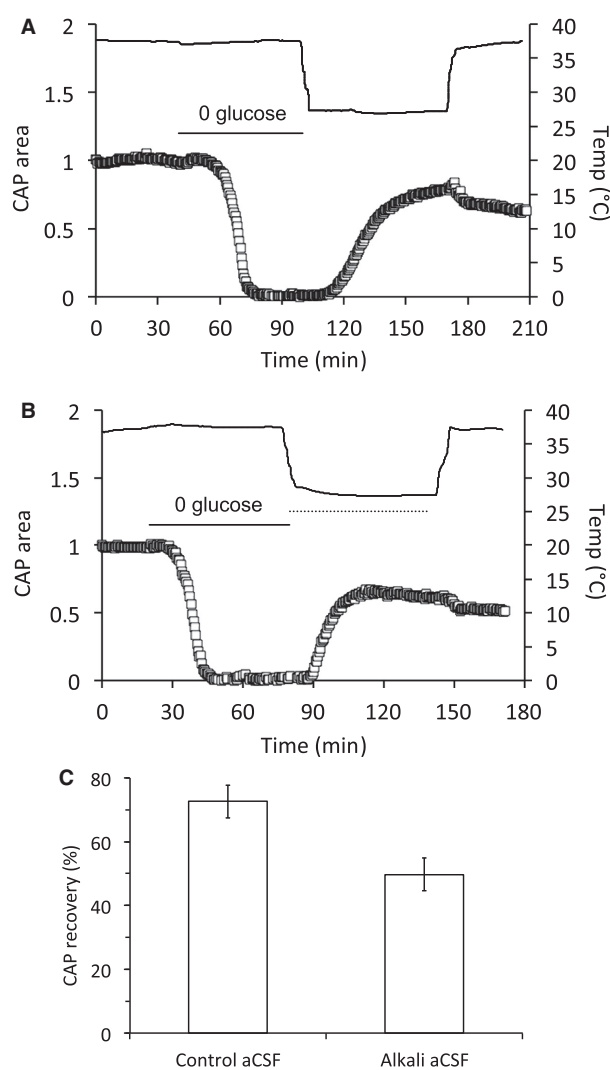 A
2
1.5
1
0.5
0
CAP area
0 glucose
40
35
30
25
20
15
10
5
0
Temp (°C)
0 30 60 90 120 150 180 210
Time (min)
B
2
1.5
1
0.5
0
CAP area
0 glucose
40
35
30
25
20
15
10
5
0
Temp (°C)
0 30 60 90 120 150 180
Time (min)
C
80
60
40
20
0
CAP recovery (%)
Control aCSF Alkali aCSF